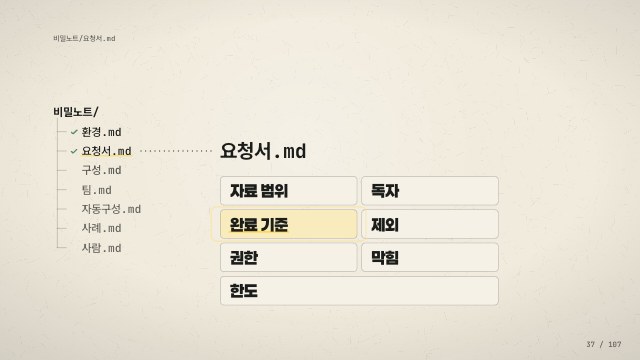 비밀노트/요청서.md
비밀노트/
환경.md
요청서.md
구성.md
팀.md
자동구성.md
사례.md
사람.md
요청서.md
자료 범위
독자
완료 기준
제외
권한
막힘
한도
37 / 107